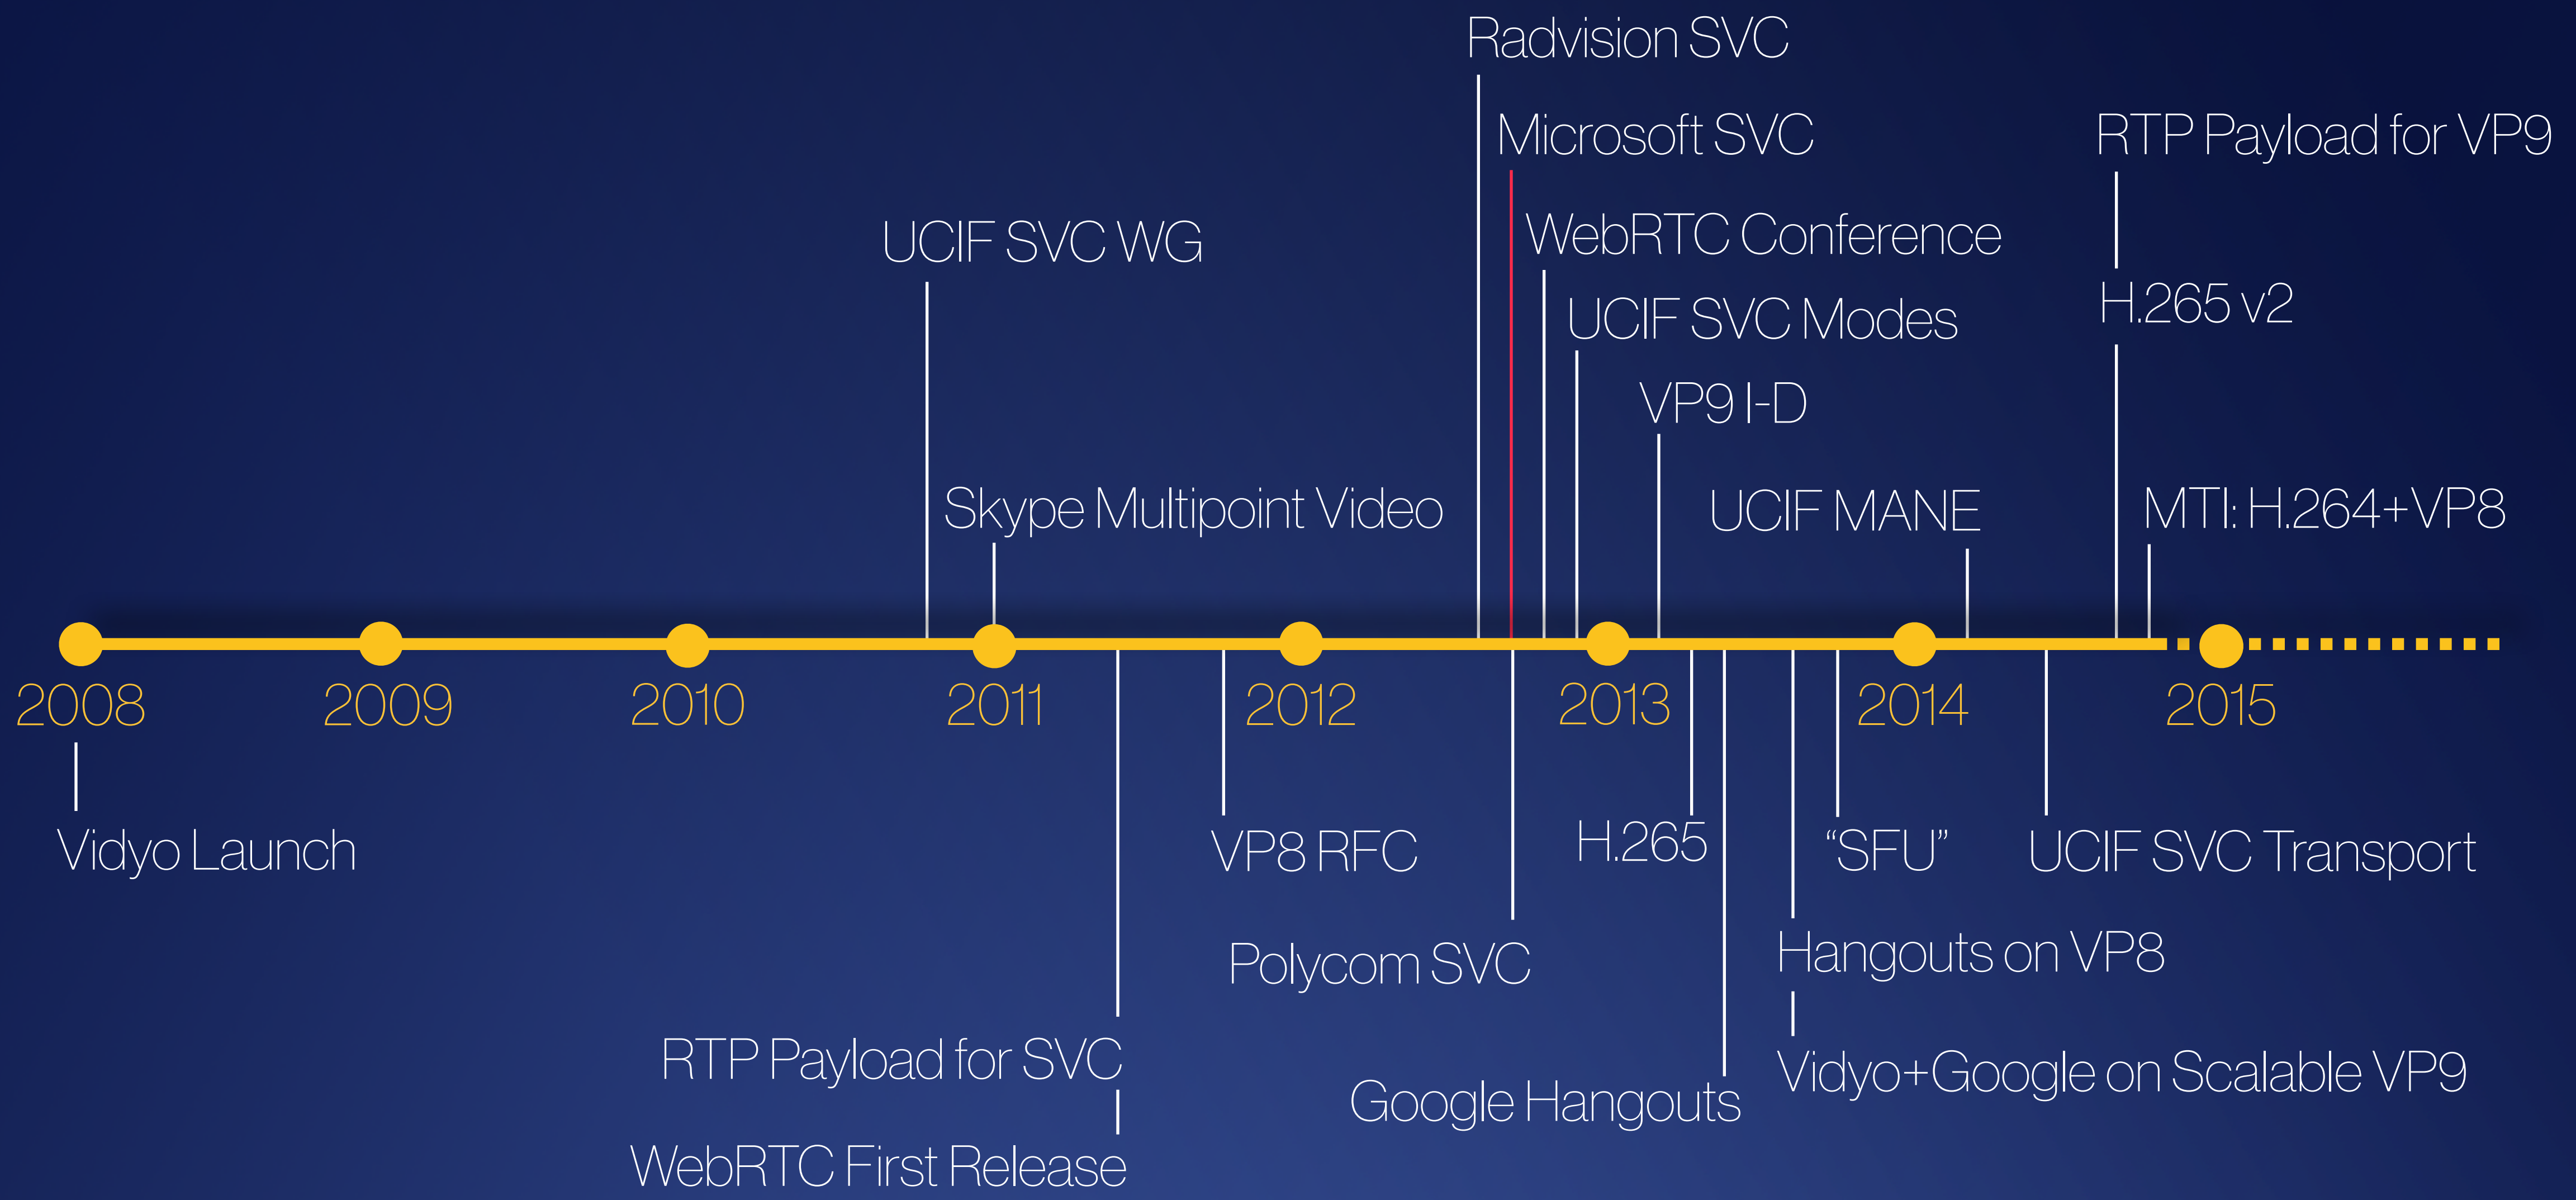 Radvision SVC
Microsoft SVC
RTP Payload for VP9
UCIF SVC WG
WebRTC Conference
UCIF SVC Modes
H.265 v2
VP9 I-D
Skype Multipoint Video
UCIF MANE
MTI: H.264+VP8
2008
2009
2010
2011
2012
2013
2014
2015
Vidyo Launch
VP8 RFC
H.265
“SFU”
UCIF SVC Transport
Polycom SVC
Hangouts on VP8
RTP Payload for SVC
Google Hangouts
Vidyo+Google on Scalable VP9
WebRTC First Release